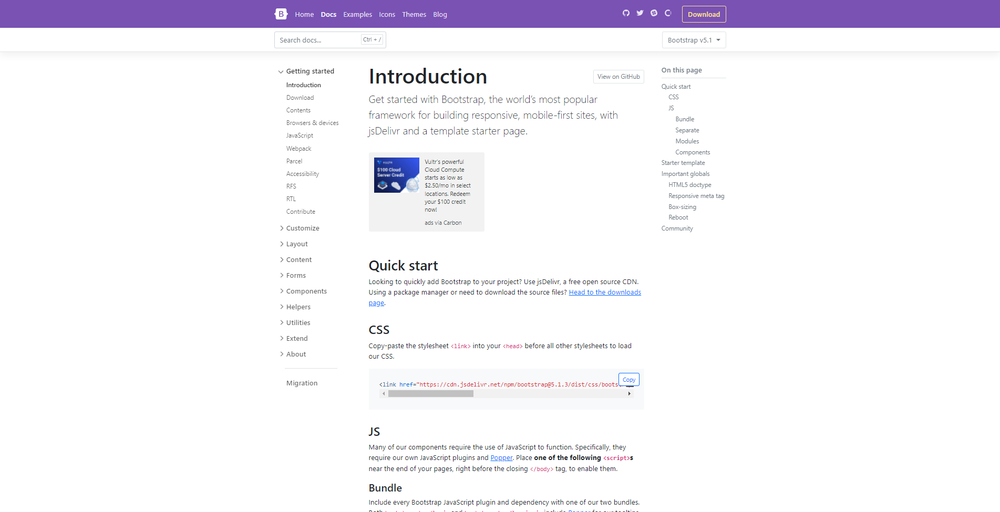 B Home Docs Examples Icons Themes Blog Download
Search docs... Ctrl + / Bootstrap v5.1
Getting started
Introduction
Download
Contents
Browsers & devices
JavaScript
Webpack
Parcel
Accessibility
RFS
RTL
Contribute
Customize
Layout
Content
Forms
Components
Helpers
Utilities
Extend
About
Migration
Introduction
View on GitHub
Get started with Bootstrap, the world’s most popular
framework for building responsive, mobile-first sites, with
jsDelivr and a template starter page.
VULTR
$100 Cloud
Server Credit
Vultr's powerful
Cloud Compute
starts as low as
$2.50/mo in select
locations. Redeem
your $100 credit
now!
ads via Carbon
Quick start
Looking to quickly add Bootstrap to your project? Use jsDelivr, a free open source CDN.
Using a package manager or need to download the source files? Head to the downloads
page.
CSS
Copy-paste the stylesheet <link> into your <head> before all other stylesheets to load
our CSS.
Copy
<link href="https://cdn.jsdelivr.net/npm/bootstrap@5.1.3/dist/css/boots
JS
Many of our components require the use of JavaScript to function. Specifically, they
require our own JavaScript plugins and Popper. Place one of the following <script>s
near the end of your pages, right before the closing </body> tag, to enable them.
Bundle
Include every Bootstrap JavaScript plugin and dependency with one of our two bundles.
On this page
Quick start
CSS
JS
Bundle
Separate
Modules
Components
Starter template
Important globals
HTML5 doctype
Responsive meta tag
Box-sizing
Reboot
Community